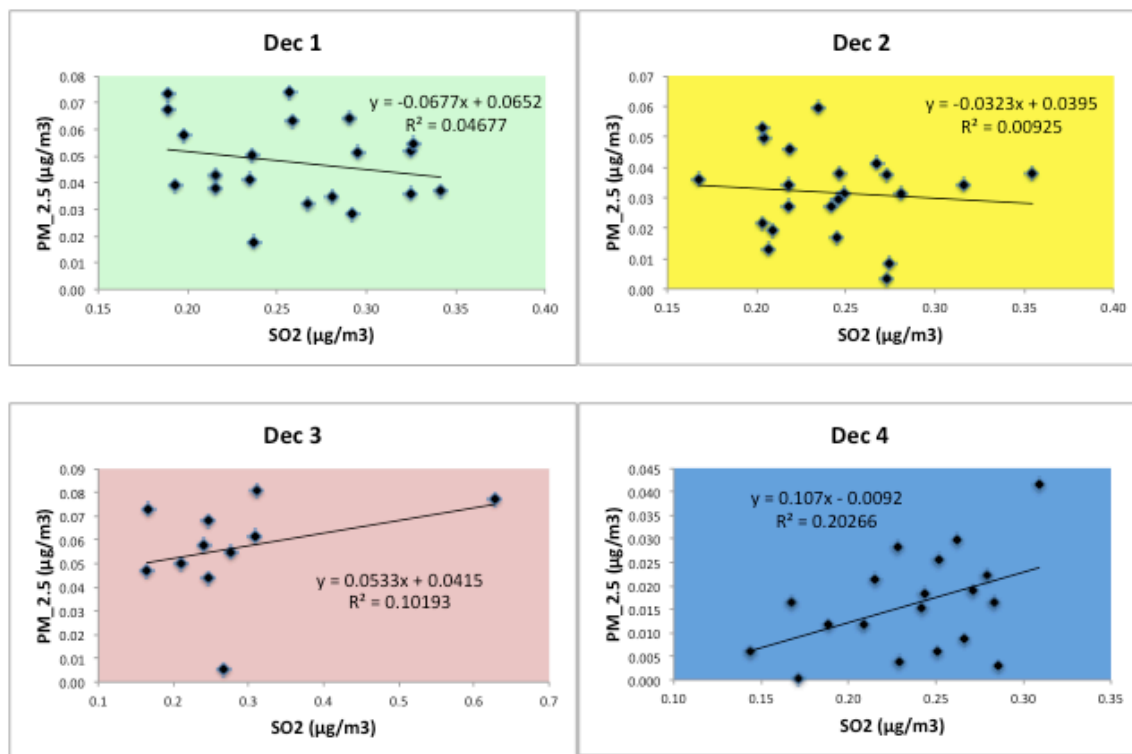 Dec 1
0.08
0.07
0.06
0.05
0.04
0.03
0.02
0.01
0.00
PM_2.5 (µg/m3)
y = -0.0677x + 0.0652
R² = 0.04677
0.15 0.20 0.25 0.30 0.35 0.40
SO2 (µg/m3)
Dec 2
0.07
0.06
0.05
0.04
0.03
0.02
0.01
0.00
PM_2.5 (µg/m3)
y = -0.0323x + 0.0395
R² = 0.00925
0.15 0.20 0.25 0.30 0.35 0.40
SO2 (µg/m3)
Dec 3
0.09
0.08
0.07
0.06
0.05
0.04
0.03
0.02
0.01
0.00
PM_2.5 (µg/m3)
y = 0.0533x + 0.0415
R² = 0.10193
0.1 0.2 0.3 0.4 0.5 0.6 0.7
SO2 (µg/m3)
Dec 4
0.045
0.040
0.035
0.030
0.025
0.020
0.015
0.010
0.005
0.000
PM_2.5 (µg/m3)
y = 0.107x - 0.0092
R² = 0.20266
0.10 0.15 0.20 0.25 0.30 0.35
SO2 (µg/m3)